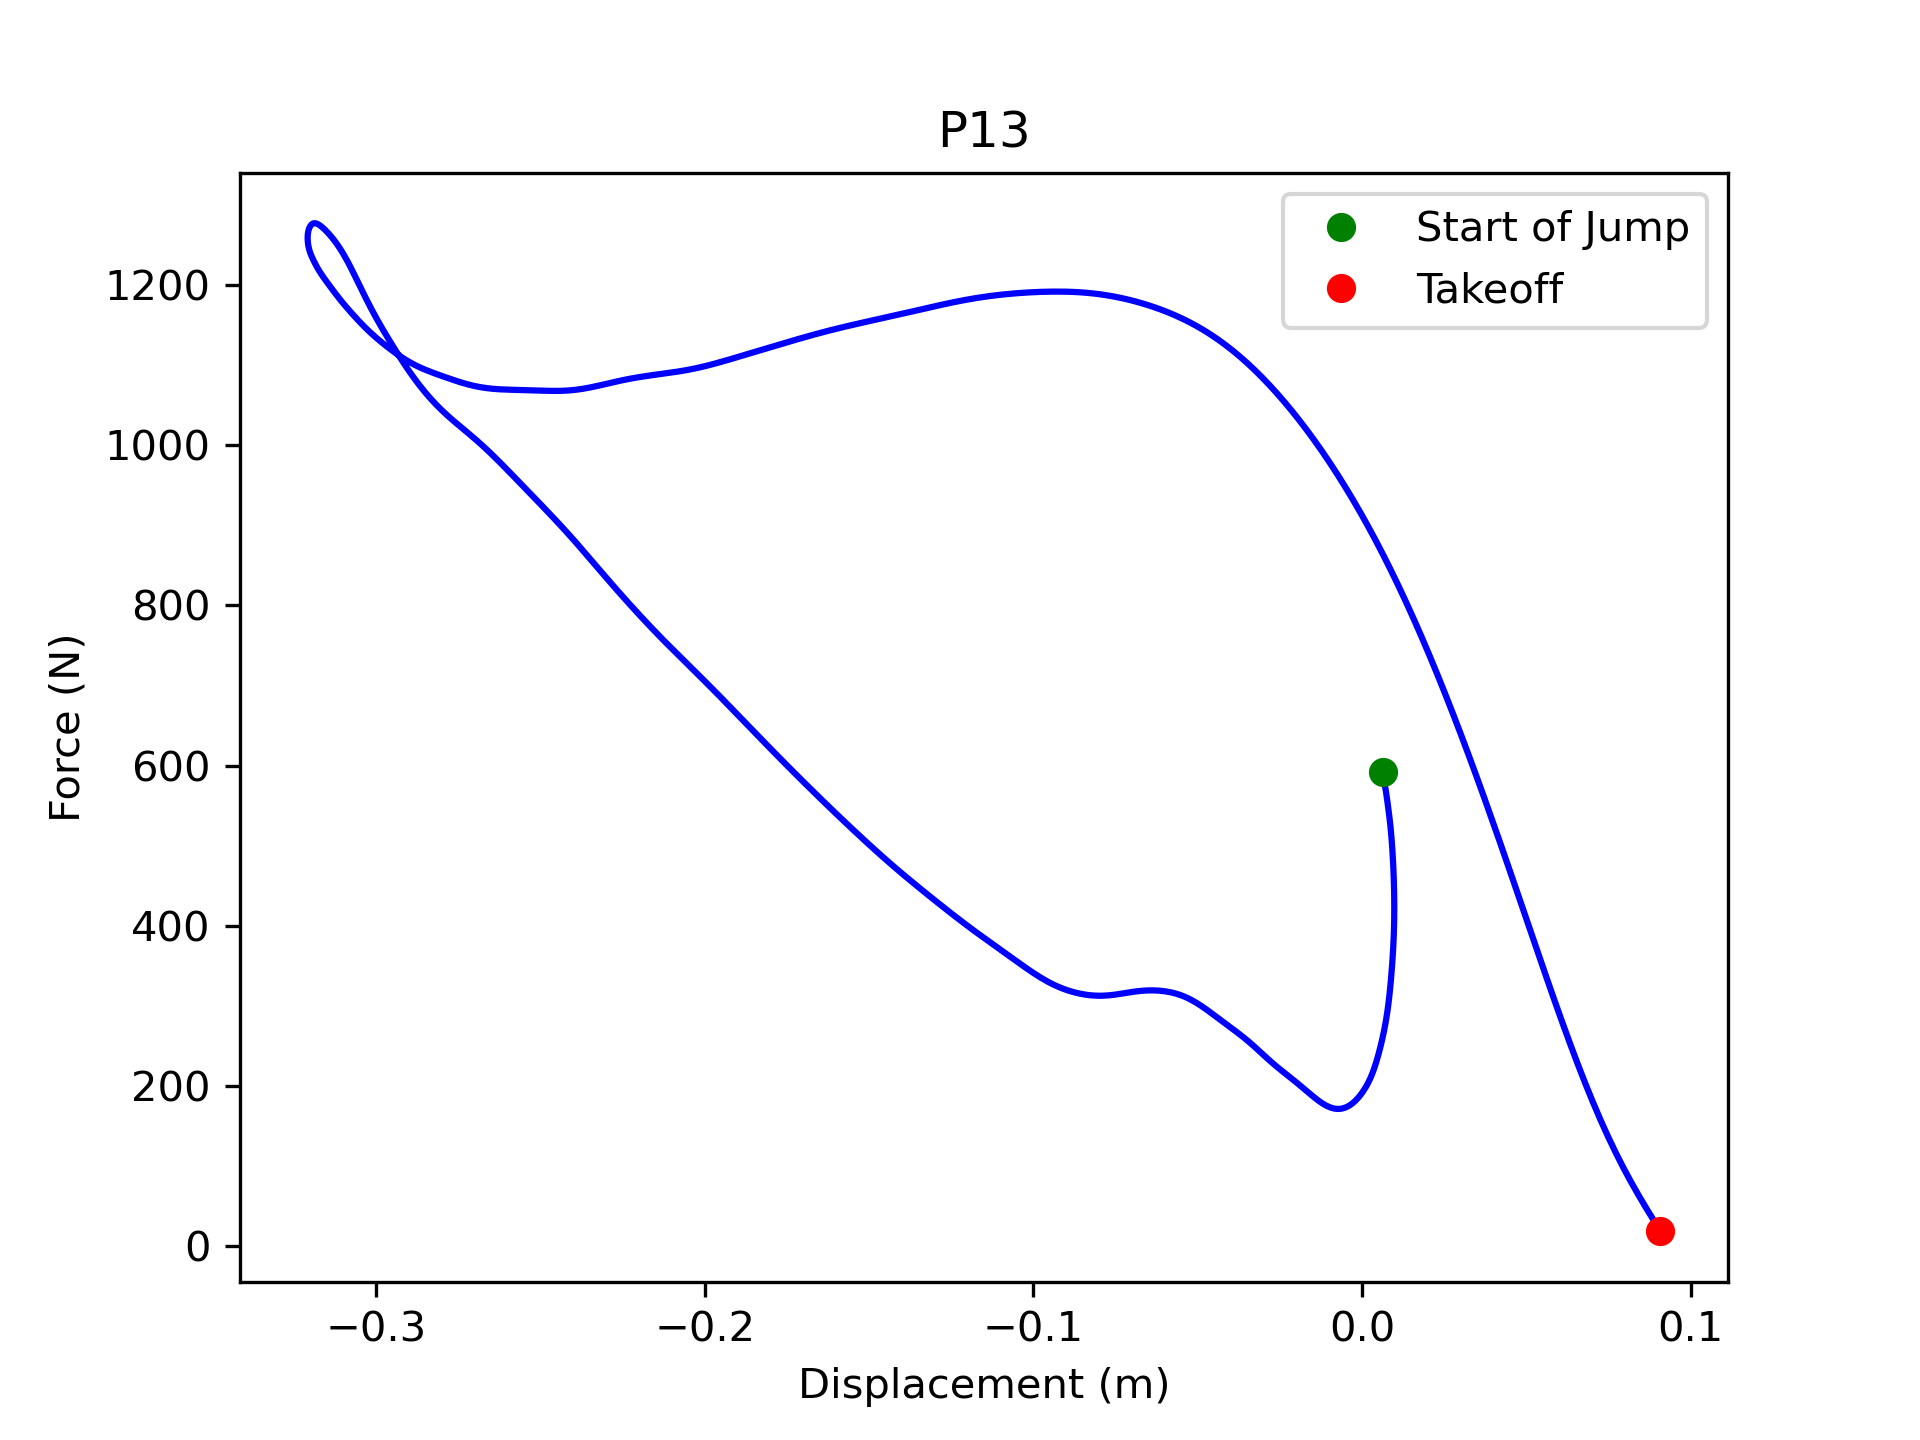 P13
Start of Jump
Takeoff
Force (N)
1200
1000
800
600
400
200
0
−0.3 −0.2 −0.1 0.0 0.1
Displacement (m)